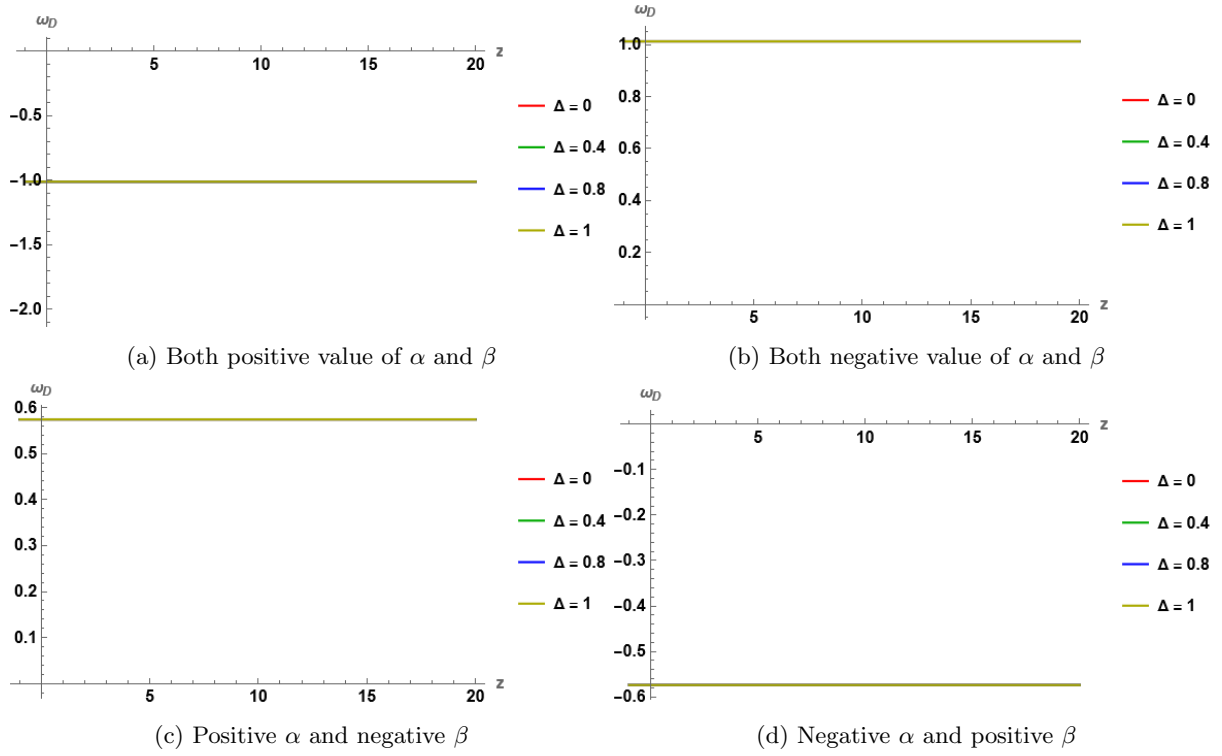 ω_D
z
5
10
15
20
−0.5
−1.0
−1.5
−2.0
Δ = 0
Δ = 0.4
Δ = 0.8
Δ = 1
(a) Both positive value of α and β
ω_D
1.0
0.8
0.6
0.4
0.2
5
10
15
20
z
Δ = 0
Δ = 0.4
Δ = 0.8
Δ = 1
(b) Both negative value of α and β
ω_D
0.6
0.5
0.4
0.3
0.2
0.1
5
10
15
20
z
Δ = 0
Δ = 0.4
Δ = 0.8
Δ = 1
(c) Positive α and negative β
ω_D
z
5
10
15
20
−0.1
−0.2
−0.3
−0.4
−0.5
−0.6
Δ = 0
Δ = 0.4
Δ = 0.8
Δ = 1
(d) Negative α and positive β